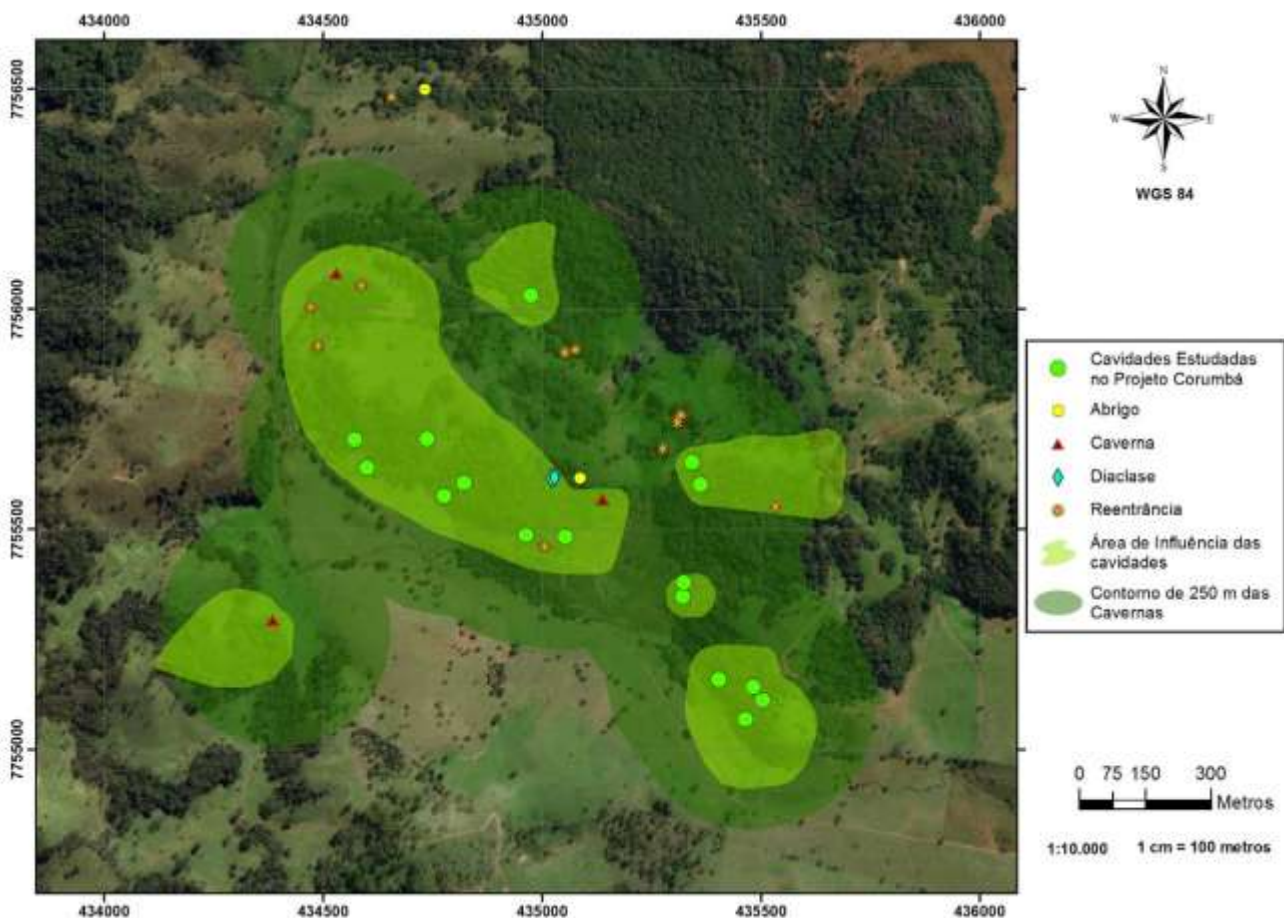 434000 434500 435000 435500 436000
7756500
7756000
7755500
7755000
434000 434500 435000 435500 436000
N
W E
S
WGS 84
Cavidades Estudadas
no Projeto Corumbá
Abrigo
Caverna
Diaclase
Reentrância
Área de Influência das
cavidades
Contorno de 250 m das
Cavernas
0 75 150 300
Metros
1:10.000 1 cm = 100 metros